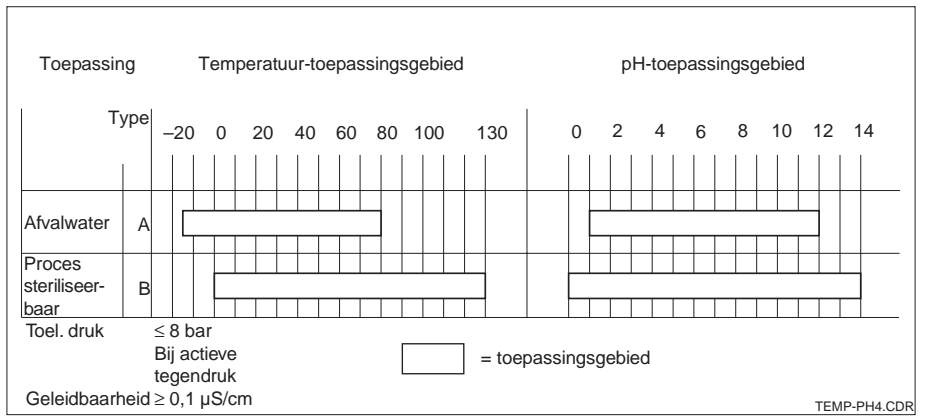 Toepassing Temperatuur-toepassingsgebied pH-toepassingsgebied
Type
–20 0 20 40 60 80 100 130 0 2 4 6 8 10 12 14
Afvalwater A
Proces
steriliseer-
baar
B
Toel. druk ≤ 8 bar
Bij actieve
tegendruk
= toepassingsgebied
Geleidbaarheid ≥ 0,1 µS/cm
TEMP-PH4.CDR